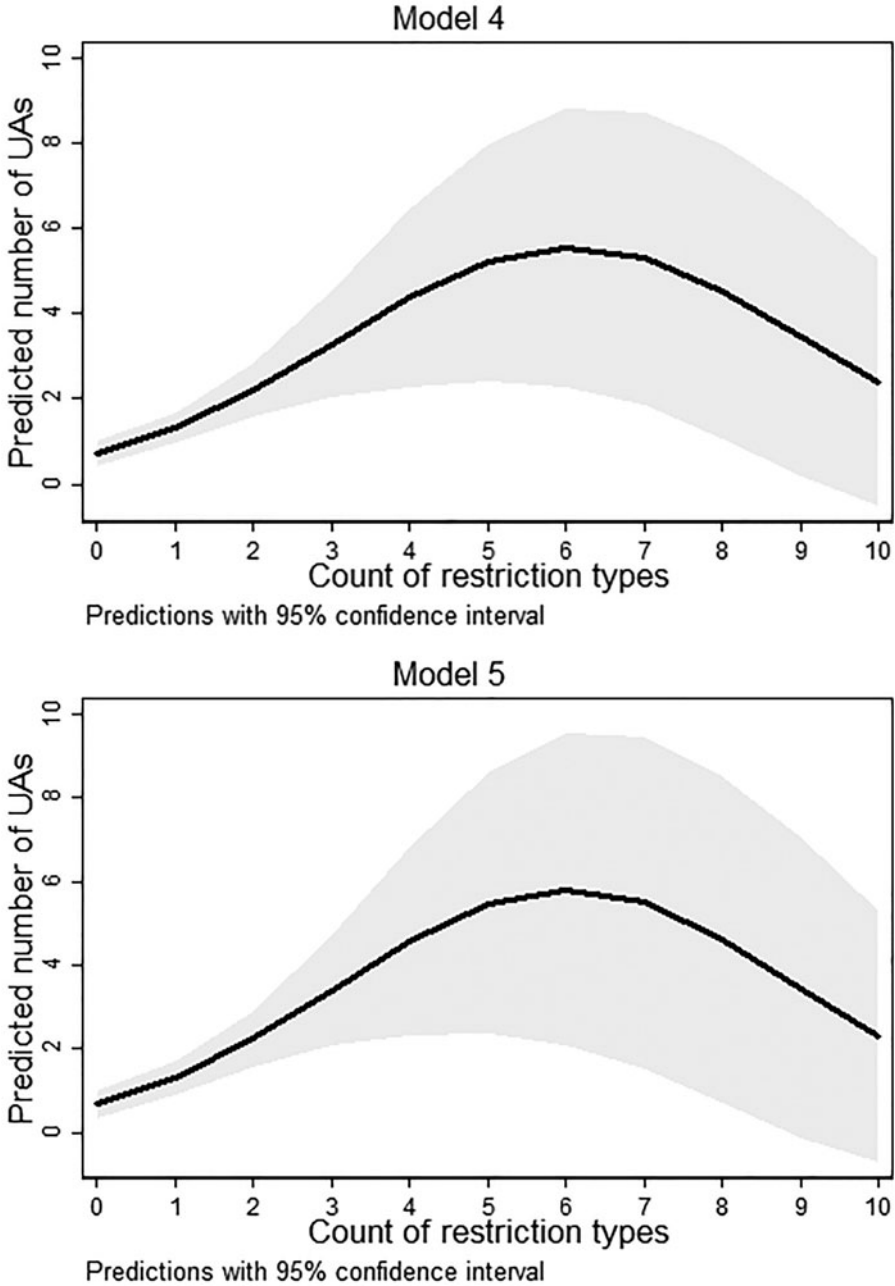 Model 4
Predicted number of UAs
10
8
6
4
2
0
0 1 2 3 4 5 6 7 8 9 10
Count of restriction types
Predictions with 95% confidence interval
Model 5
Predicted number of UAs
10
8
6
4
2
0
0 1 2 3 4 5 6 7 8 9 10
Count of restriction types
Predictions with 95% confidence interval